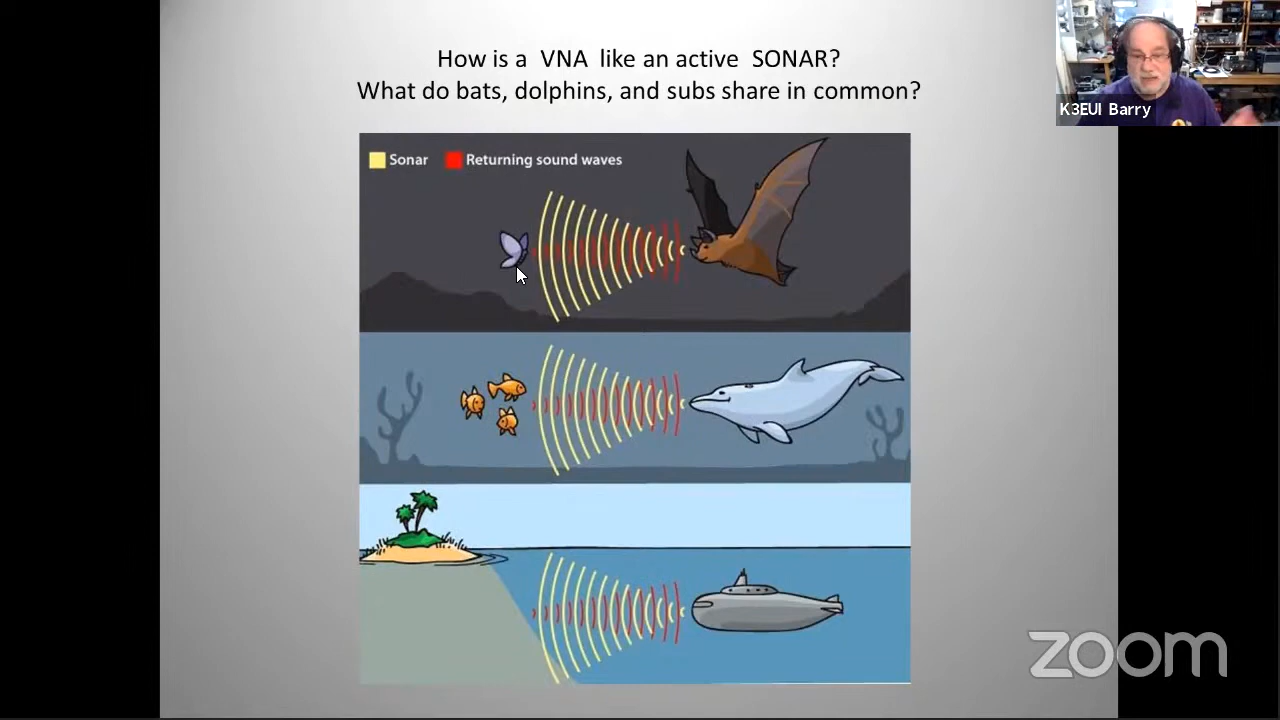 How is a VNA like an active SONAR?
What do bats, dolphins, and subs share in common?
K3EUI Barry
Sonar Returning sound waves
zoom